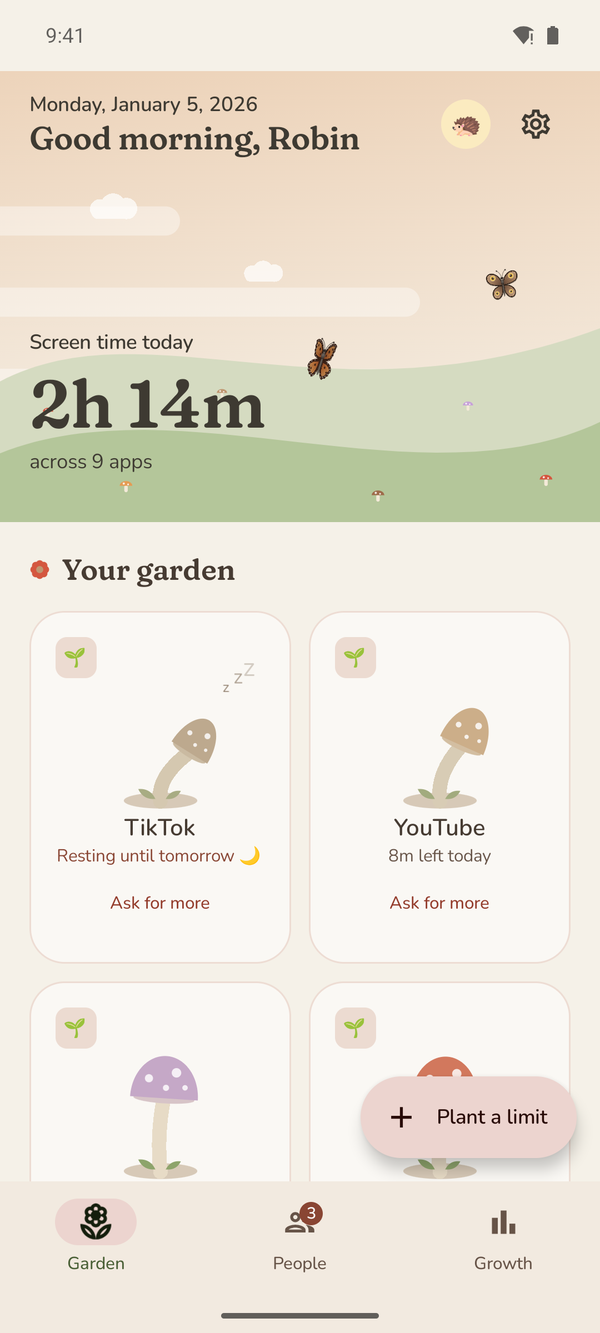 9:41
Monday, January 5, 2026
Good morning, Robin
Screen time today
2h 14m
across 9 apps
Your garden
z z Z
TikTok
Resting until tomorrow 🌙
Ask for more
YouTube
8m left today
Ask for more
Plant a limit
3
Garden
People
Growth